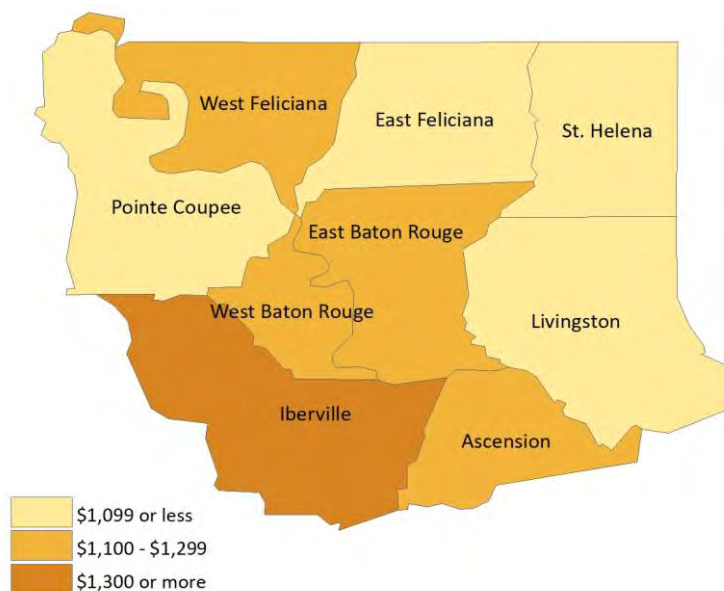 West Feliciana
East Feliciana
St. Helena
Pointe Coupee
East Baton Rouge
West Baton Rouge
Livingston
Iberville
Ascension
$1,099 or less
$1,100 - $1,299
$1,300 or more